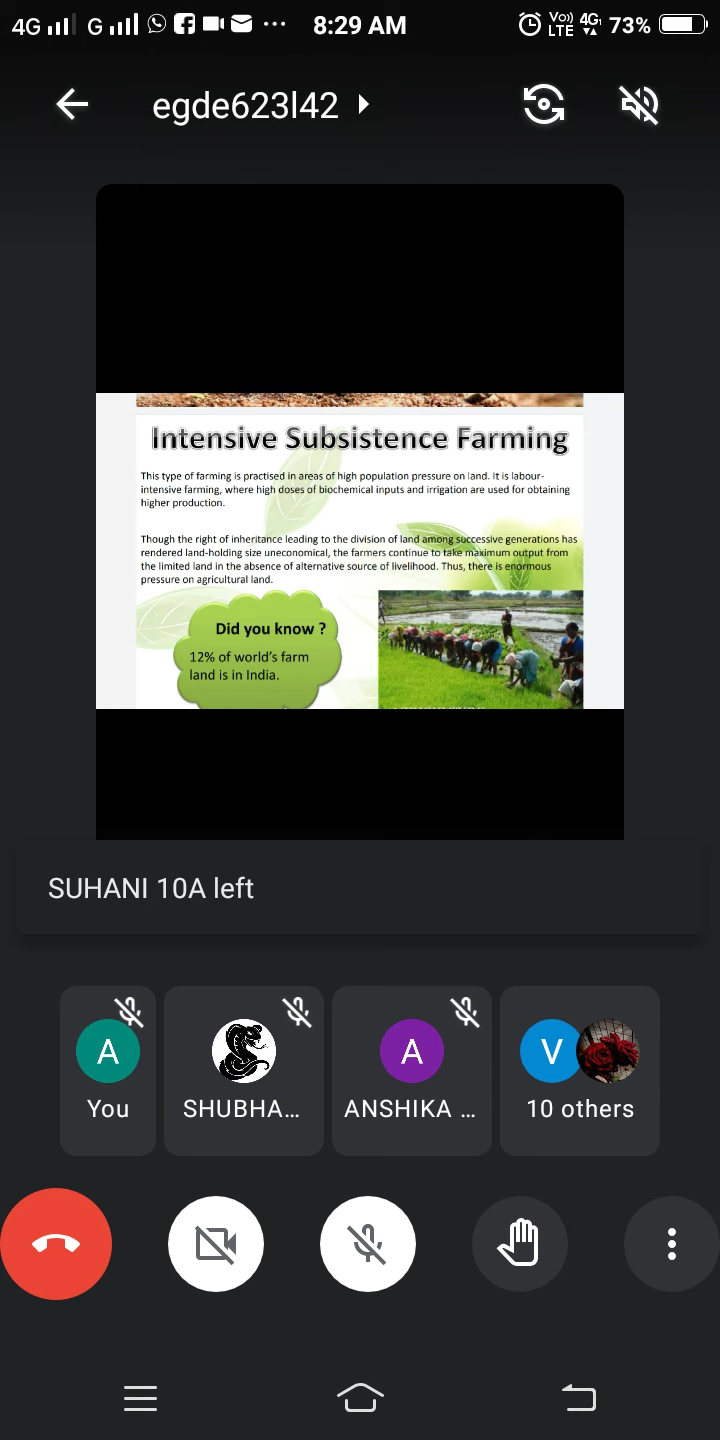 4G G 8:29 AM Vo)) LTE 4G 73%
egde623l42
Intensive Subsistence Farming
This type of farming is practised in areas of high population pressure on land. It is labour-
intensive farming, where high doses of biochemical inputs and irrigation are used for obtaining
higher production.
Though the right of inheritance leading to the division of land among successive generations has
rendered land-holding size uneconomical, the farmers continue to take maximum output from
the limited land in the absence of alternative source of livelihood. Thus, there is enormous
pressure on agricultural land.
Did you know ?
12% of world's farm
land is in India.
SUHANI 10A left
A A V
You SHUBHA... ANSHIKA ... 10 others